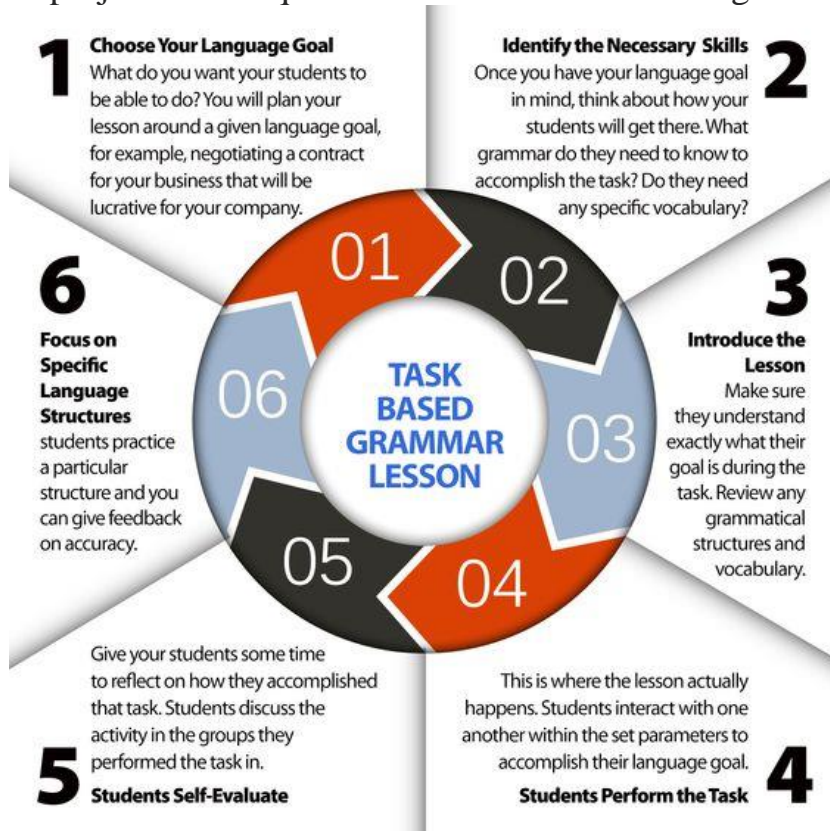 1
Choose Your Language Goal
What do you want your students to
be able to do? You will plan your
lesson around a given language goal,
for example, negotiating a contract
for your business that will be
lucrative for your company.
2
Identify the Necessary Skills
Once you have your language goal
in mind, think about how your
students will get there. What
grammar do they need to know to
accomplish the task? Do they need
any specific vocabulary?
3
Introduce the
Lesson
Make sure
they understand
exactly what their
goal is during the
task. Review any
grammatical
structures and
vocabulary.
This is where the lesson actually
happens. Students interact with one
another within the set parameters to
accomplish their language goal.
Students Perform the Task
4
Give your students some time
to reflect on how they accomplished
that task. Students discuss the
activity in the groups they
performed the task in.
5
Students Self-Evaluate
6
Focus on
Specific
Language
Structures
students practice
a particular
structure and you
can give feedback
on accuracy.
01
02
03
04
05
06
TASK
BASED
GRAMMAR
LESSON